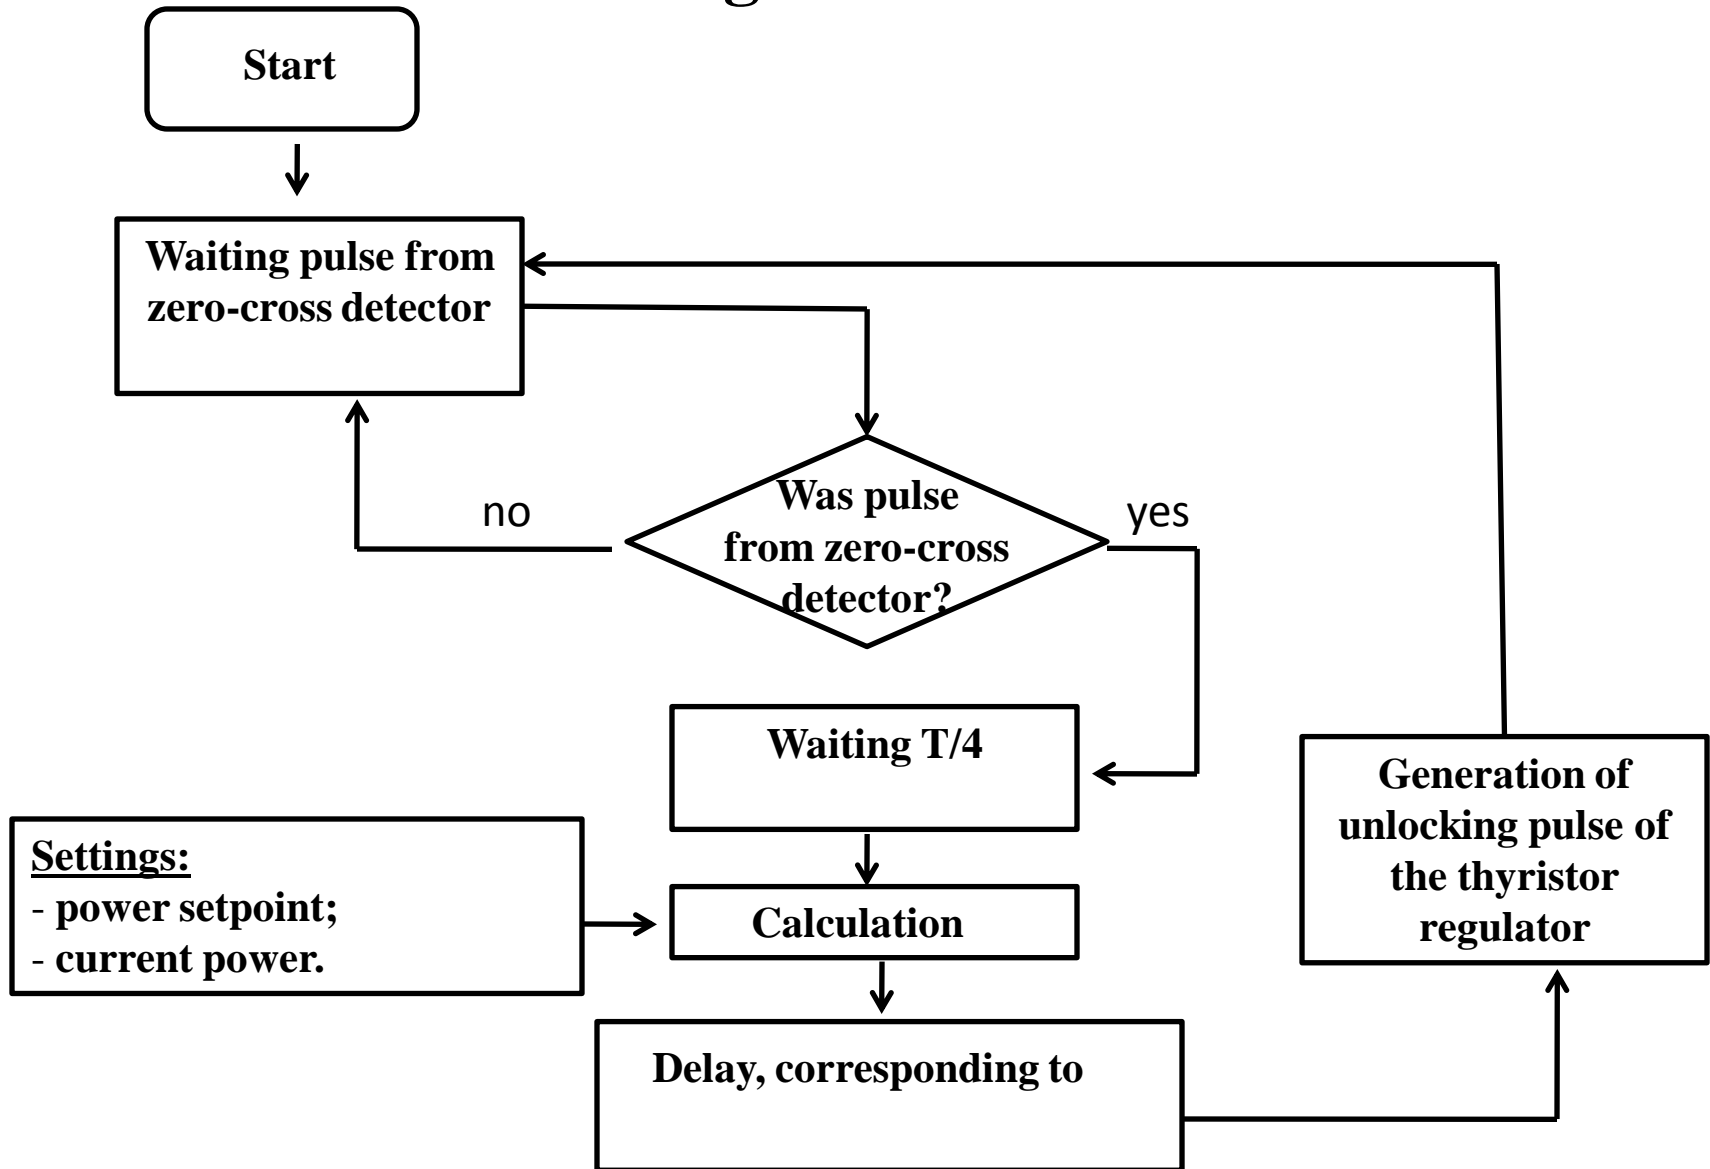 Start
Waiting pulse from
zero-cross detector
no
Was pulse
from zero-cross
detector?
yes
Waiting T/4
Generation of
unlocking pulse of
the thyristor
regulator
Settings:
- power setpoint;
- current power.
Calculation
Delay, corresponding to